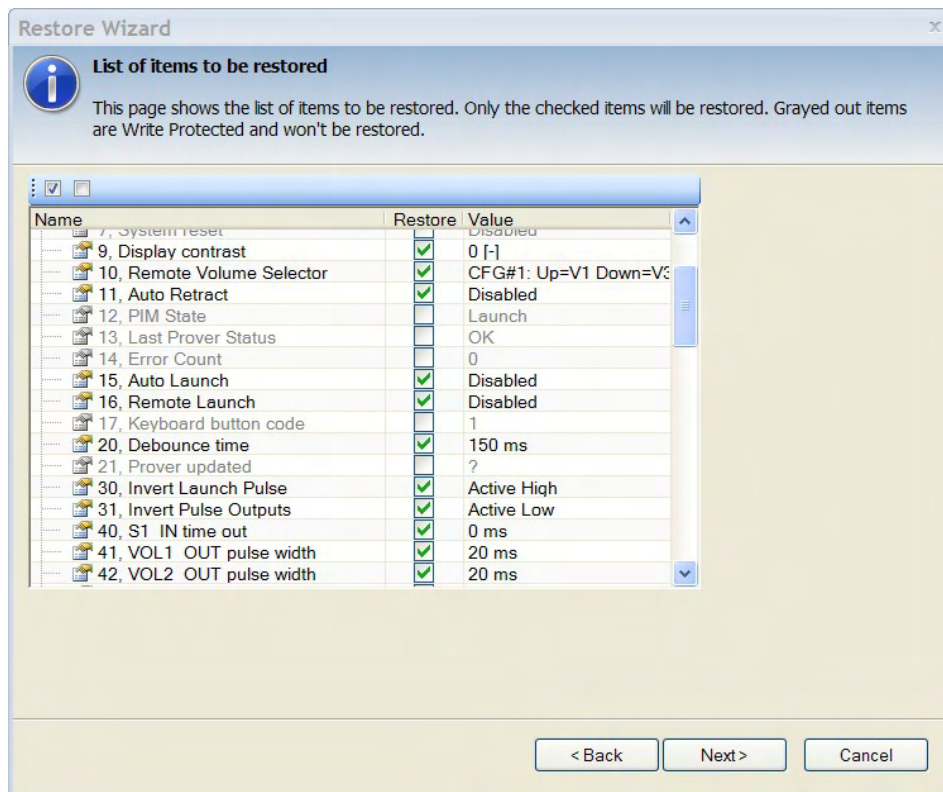 Restore Wizard
x
List of items to be restored
This page shows the list of items to be restored. Only the checked items will be restored. Grayed out items
are Write Protected and won't be restored.
Name Restore Value
7, System reset Disabled
9, Display contrast 0 [-]
10, Remote Volume Selector CFG#1: Up=V1 Down=V3
11, Auto Retract Disabled
12, PIM State Launch
13, Last Prover Status OK
14, Error Count 0
15, Auto Launch Disabled
16, Remote Launch Disabled
17, Keyboard button code 1
20, Debounce time 150 ms
21, Prover updated ?
30, Invert Launch Pulse Active High
31, Invert Pulse Outputs Active Low
40, S1 IN time out 0 ms
41, VOL1 OUT pulse width 20 ms
42, VOL2 OUT pulse width 20 ms
< Back Next > Cancel